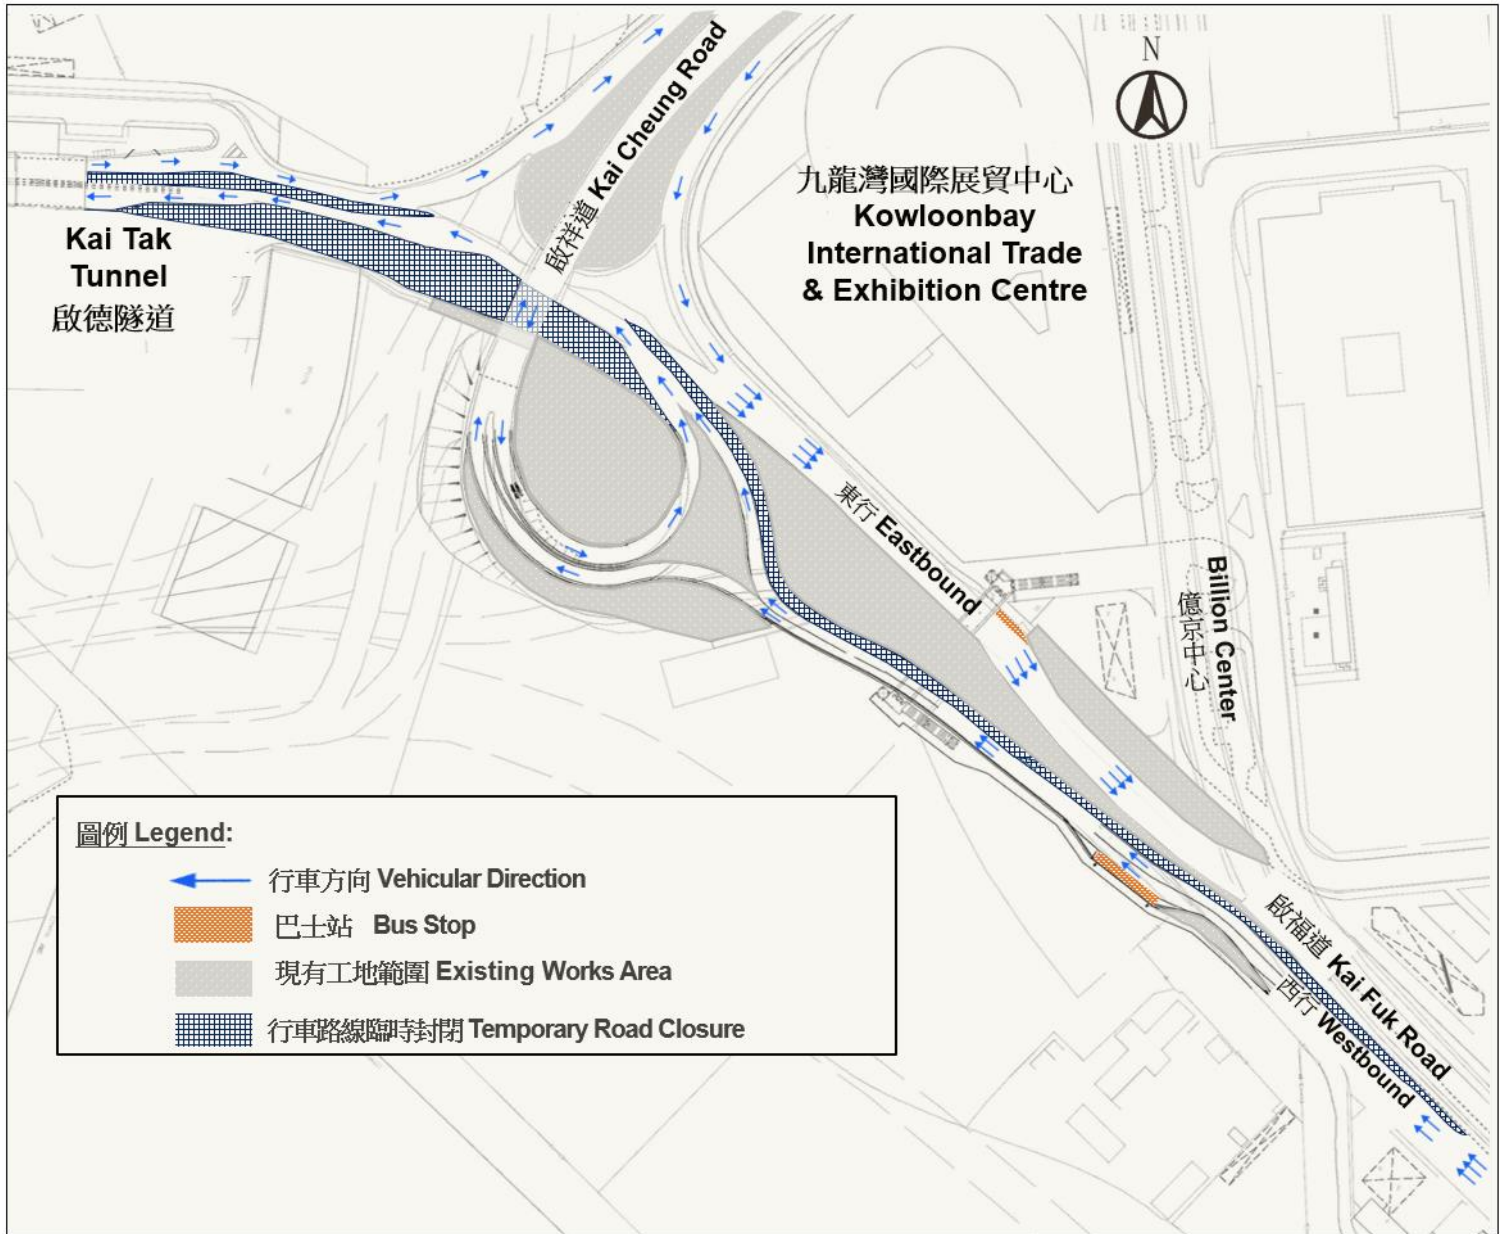 N
啟祥道 Kai Cheung Road
九龍灣國際展貿中心
Kowloonbay
International Trade
& Exhibition Centre
Kai Tak
Tunnel
啟德隧道
東行 Eastbound
Billion Center
億京中心
啟福道 Kai Fuk Road
西行 Westbound
圖例 Legend:
行車方向 Vehicular Direction
巴士站 Bus Stop
現有工地範圍 Existing Works Area
行車路線臨時封閉 Temporary Road Closure